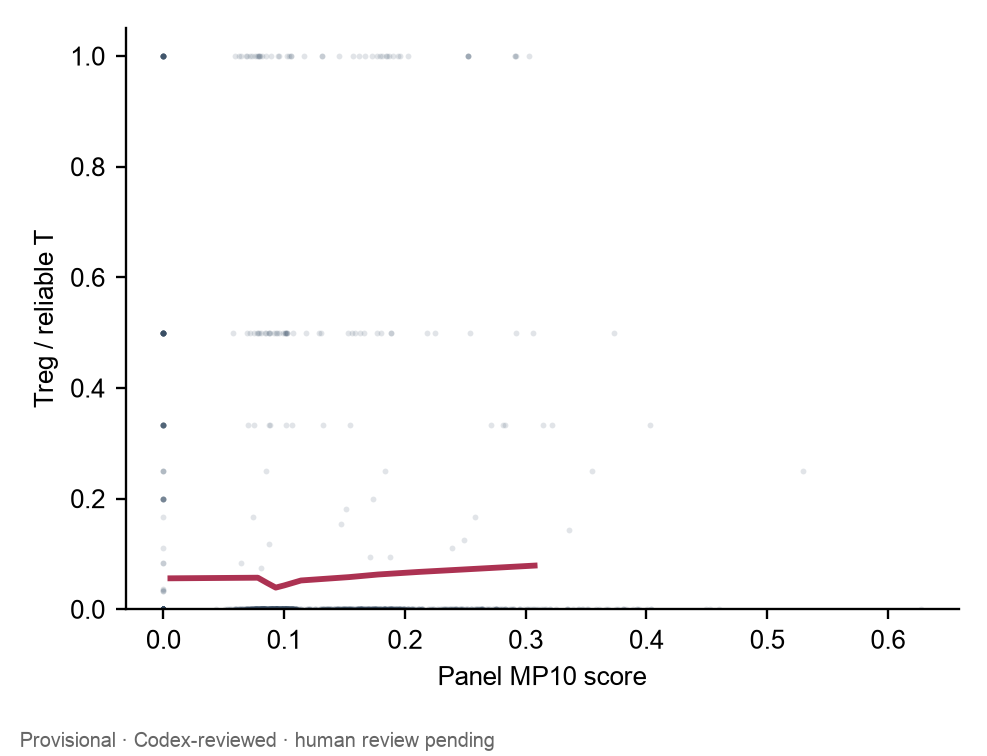 1.0
0.8
0.6
0.4
0.2
0.0
Treg / reliable T
0.0 0.1 0.2 0.3 0.4 0.5 0.6
Panel MP10 score
Provisional · Codex-reviewed · human review pending